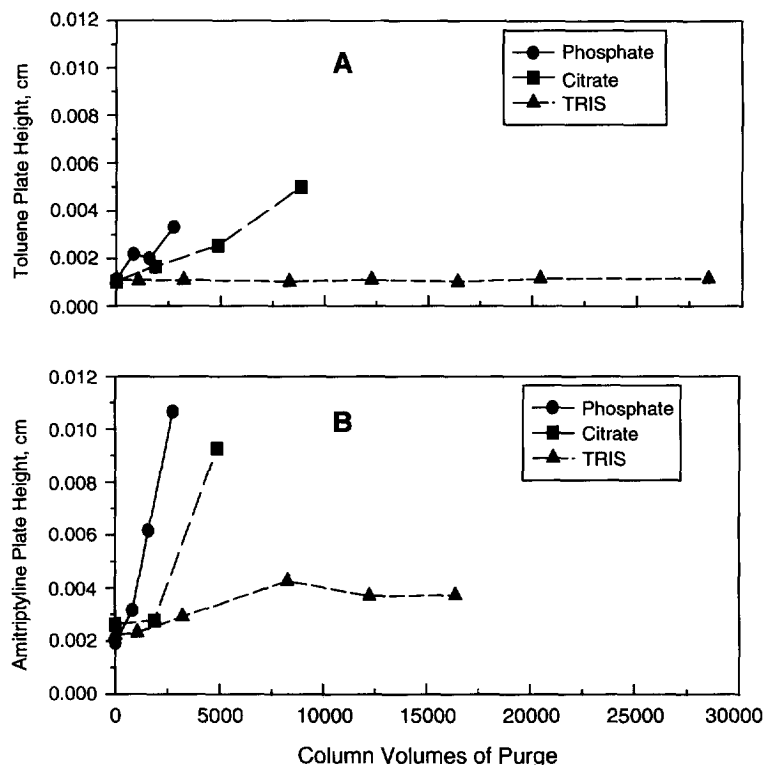 0.012
0.010
0.008
0.006
0.004
0.002
0.000
Toluene Plate Height, cm
A
Phosphate
Citrate
TRIS
0.012
0.010
0.008
0.006
0.004
0.002
0.000
Amitriptyline Plate Height, cm
B
Phosphate
Citrate
TRIS
0 5000 10000 15000 20000 25000 30000
Column Volumes of Purge